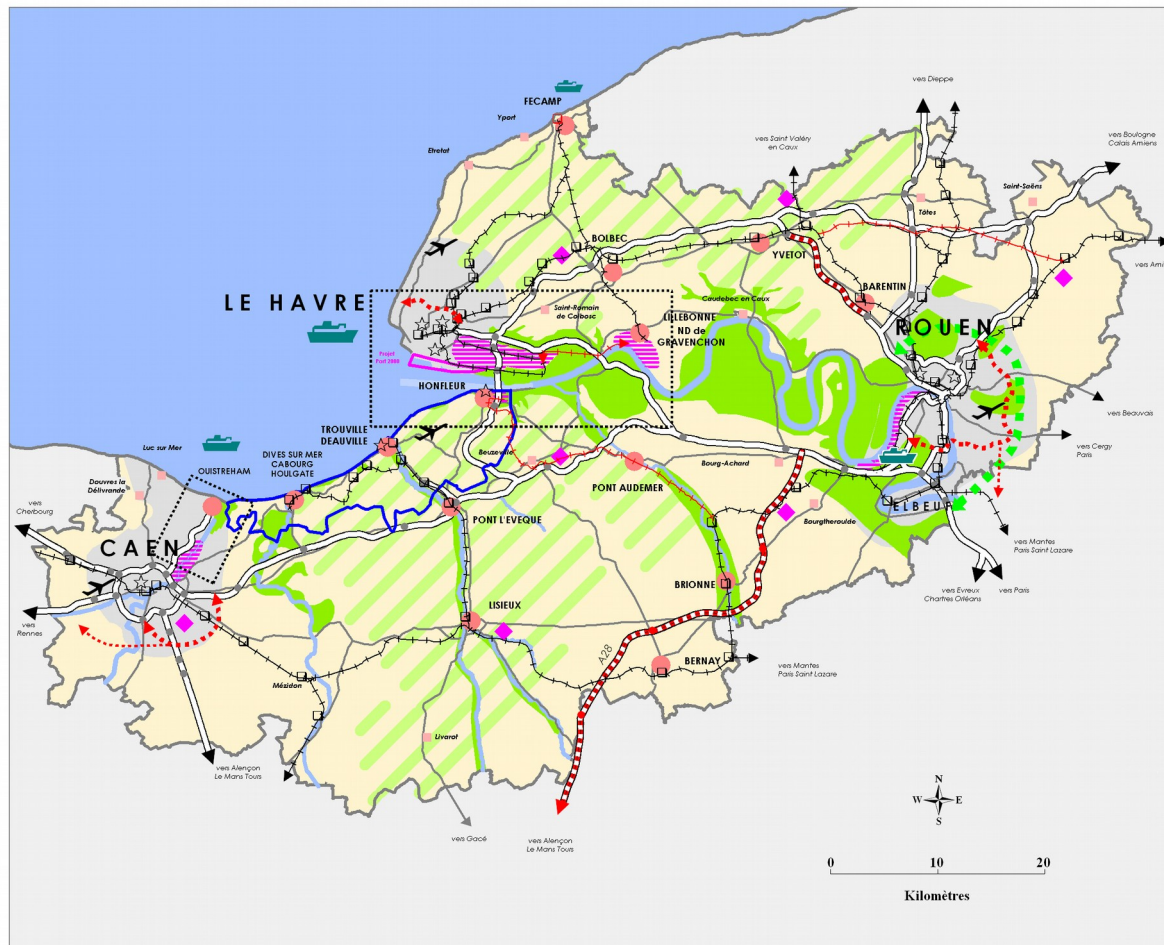 vers Dieppe
FECAMP
Yport
Etretat
vers Saint Valéry
en Caux
vers Boulogne
Calais Amiens
Saint-Saëns
Tâtes
BOLBEC
YVETOT
vers Ami
BARENTIN
LE HAVRE
Saint-Romain
de Colbosc
Caudebec en Caux
LILLEBONNE
ND de
GRAVENCHON
ROUEN
Projet
Port 2000
HONFLEUR
vers Beauvais
TROUVILLE
DEAUVILLE
Luc sur Mer
DIVES SUR MER
CABOURG
HOULGATE
Beuzeville
Bourg-Achard
vers Cergy
Paris
OUISTREHAM
Douvres la
Délivrande
PONT AUDEMER
vers
Cherbourg
PONT L'EVEQUE
Bourgtheroulde
ELBEUF
CAEN
vers Mantes
Paris Saint Lazare
BRIONNE
vers Evreux
Chartres Orléans
vers Paris
vers
Rennes
LISIEUX
A28
BERNAY
vers Mantes
Paris Saint Lazare
Mézidon
Livarot
vers Alençon
Le Mans Tours
vers Gacé
vers Alençon
Le Mans Tours
N
W E
S
0 10 20
Kilomètres